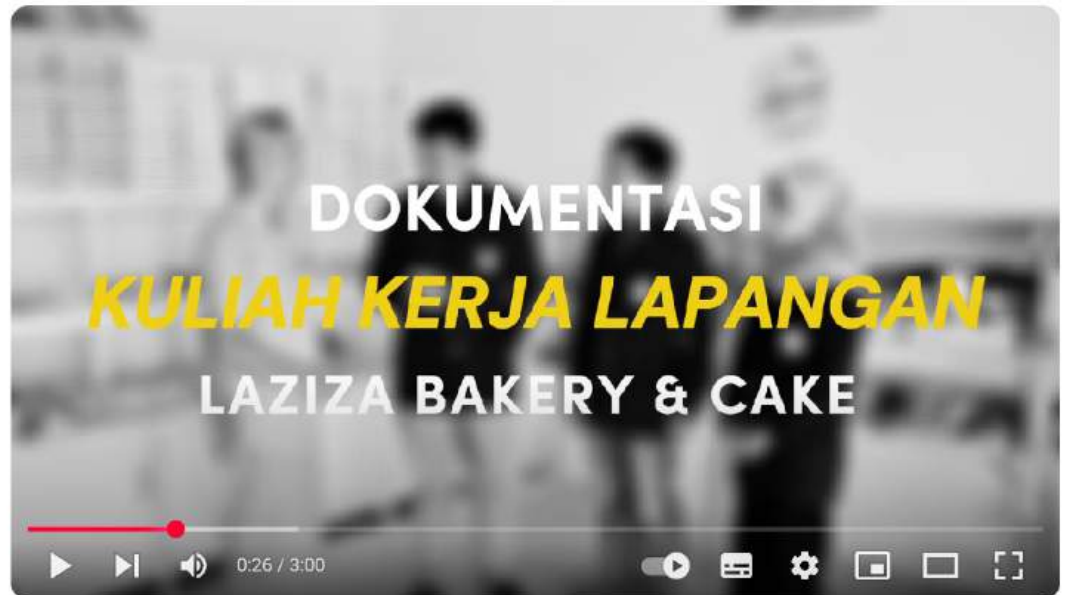 DOKUMENTASI
KULIAH KERJA LAPANGAN
LAZIZA BAKERY & CAKE
0:26 / 3:00